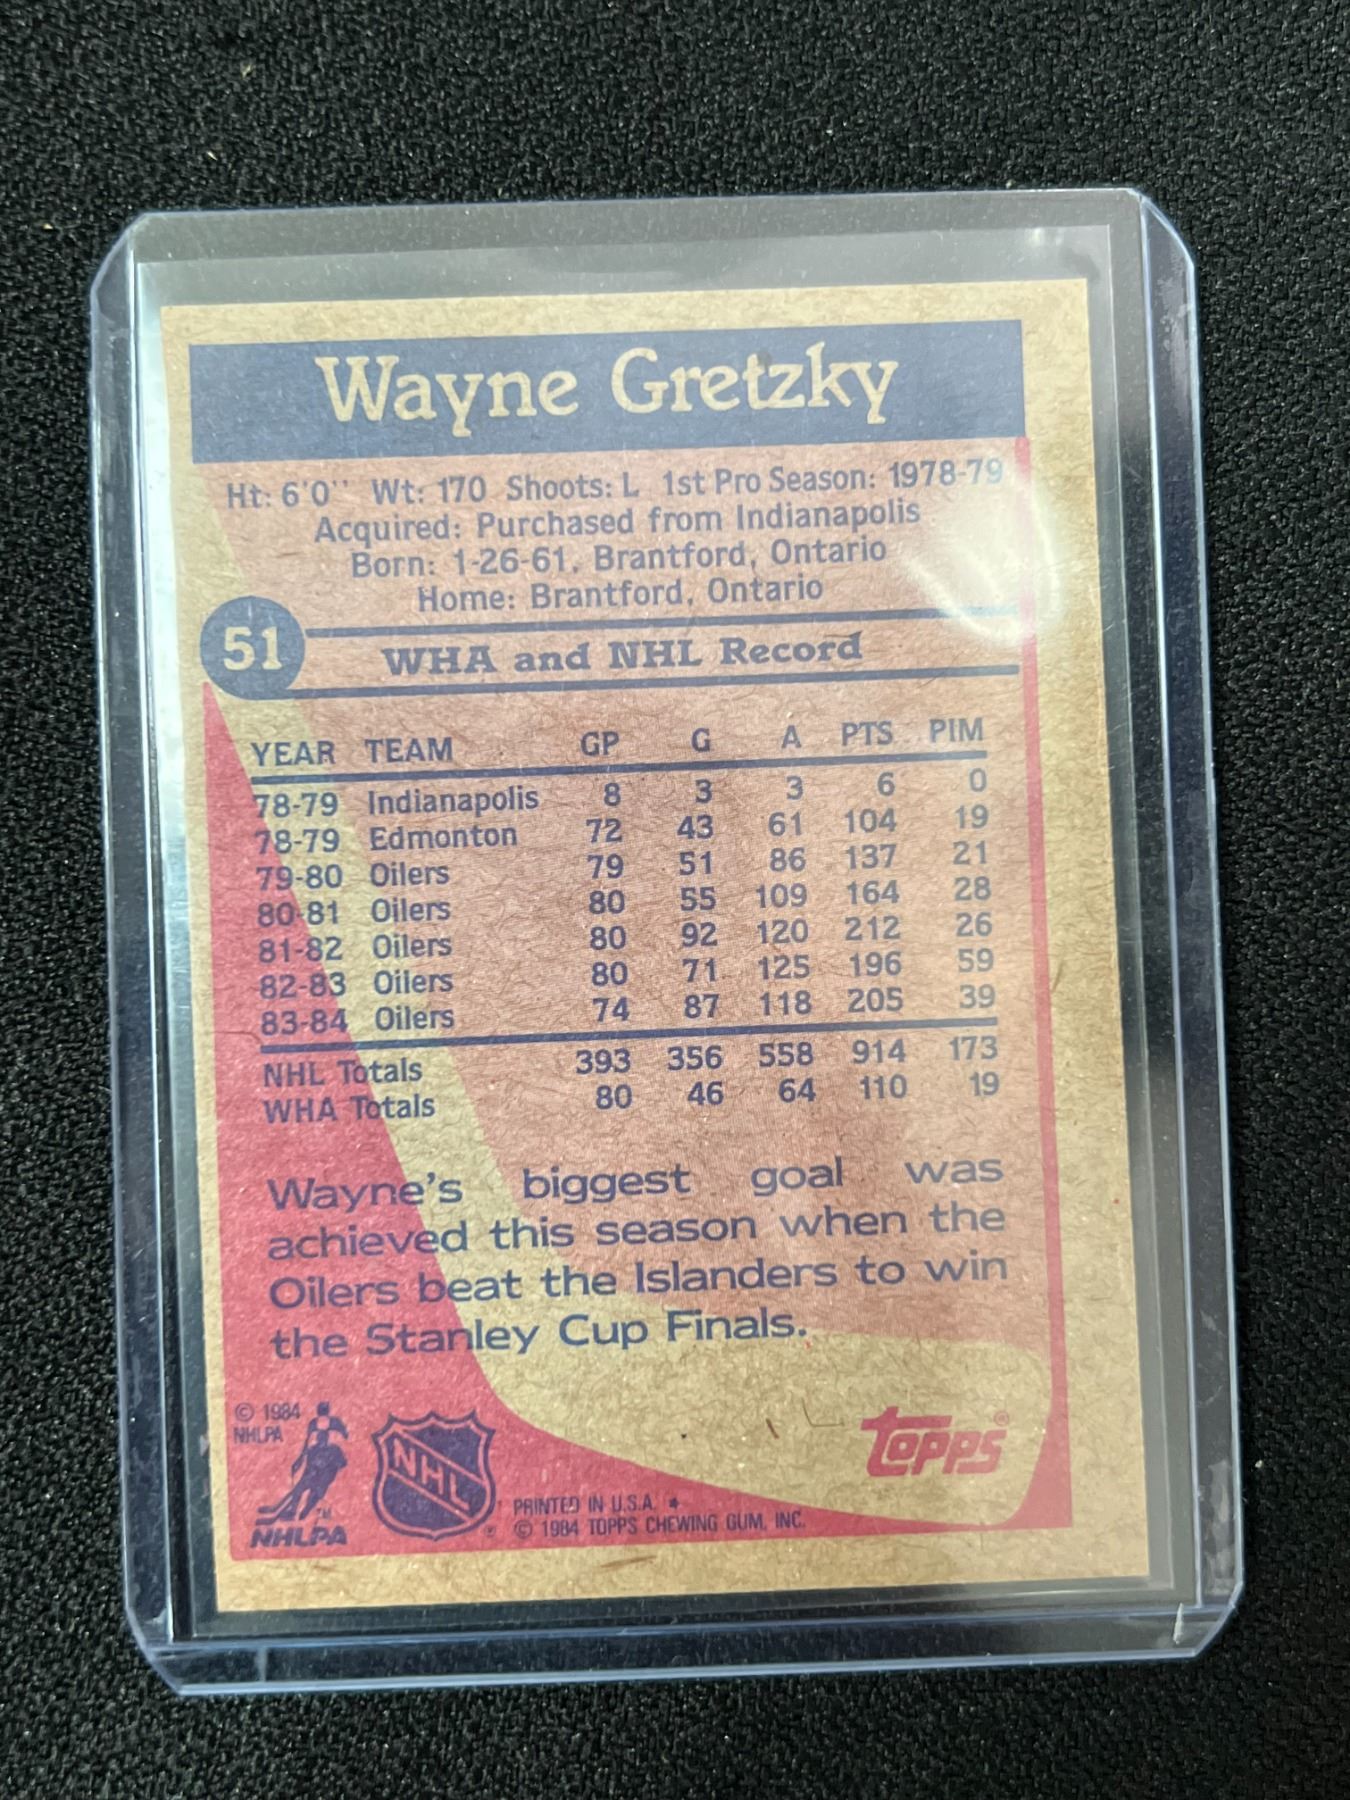 Wayne Gretzky
Ht: 6'0" Wt: 170 Shoots: L 1st Pro Season: 1978-79
Acquired: Purchased from Indianapolis
Born: 1-26-61, Brantford, Ontario
Home: Brantford, Ontario
51
WHA and NHL Record
YEAR TEAM GP G A PTS PIM
78-79 Indianapolis 8 3 3 6 0
78-79 Edmonton 72 43 61 104 19
79-80 Oilers 79 51 86 137 21
80-81 Oilers 80 55 109 164 28
81-82 Oilers 80 92 120 212 26
82-83 Oilers 80 71 125 196 59
83-84 Oilers 74 87 118 205 39
NHL Totals 393 356 558 914 173
WHA Totals 80 46 64 110 19
Wayne's biggest goal was
achieved this season when the
Oilers beat the Islanders to win
the Stanley Cup Finals.
© 1984
NHLPA
™
NHLPA
NHL
topps®
PRINTED IN U.S.A. *
© 1984 TOPPS CHEWING GUM, INC.